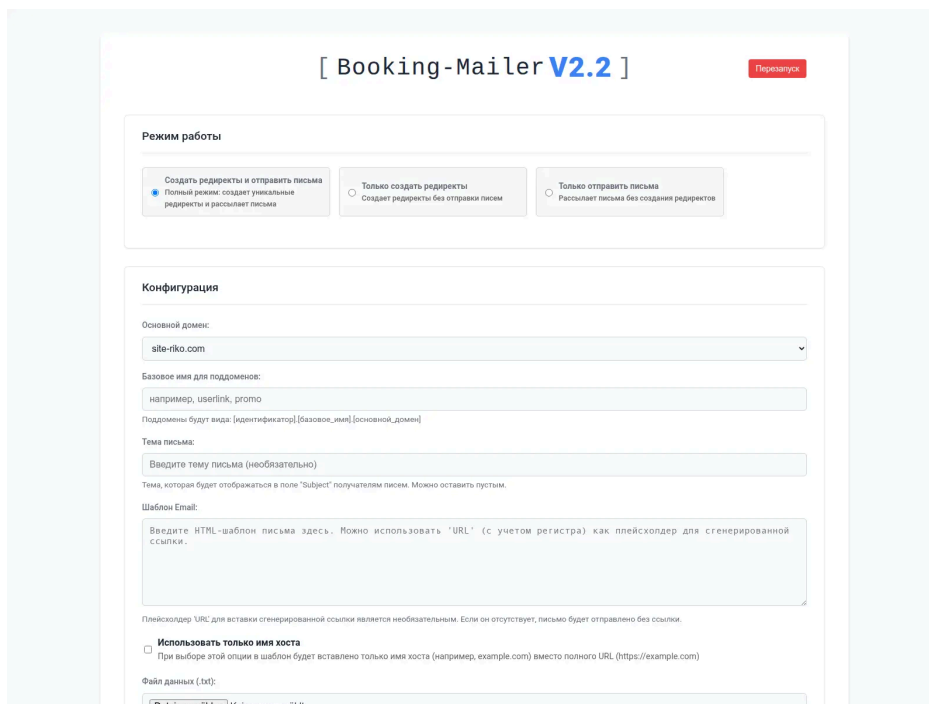 [ Booking-Mailer V2.2 ]
Перезапуск
Режим работы
Создать редиректы и отправить письма
Полный режим: создает уникальные
редиректы и рассылает письма
Только создать редиректы
Создает редиректы без отправки писем
Только отправить письма
Рассылает письма без создания редиректов
Конфигурация
Основной домен:
site-riko.com
Базовое имя для поддоменов:
например, userlink, promo
Поддомены будут вида: [идентификатор].[базовое_имя].[основной_домен]
Тема письма:
Введите тему письма (необязательно)
Тема, которая будет отображаться в поле "Subject" получателям писем. Можно оставить пустым.
Шаблон Email:
Введите HTML-шаблон письма здесь. Можно использовать 'URL' (с учетом регистра) как плейсхолдер для сгенерированной
ссылки.
Плейсхолдер 'URL' для вставки сгенерированной ссылки является необязательным. Если он отсутствует, письмо будет отправлено без ссылки.
Использовать только имя хоста
При выборе этой опции в шаблон будет вставлено только имя хоста (например, example.com) вместо полного URL (https://example.com)
Файл данных (.txt):